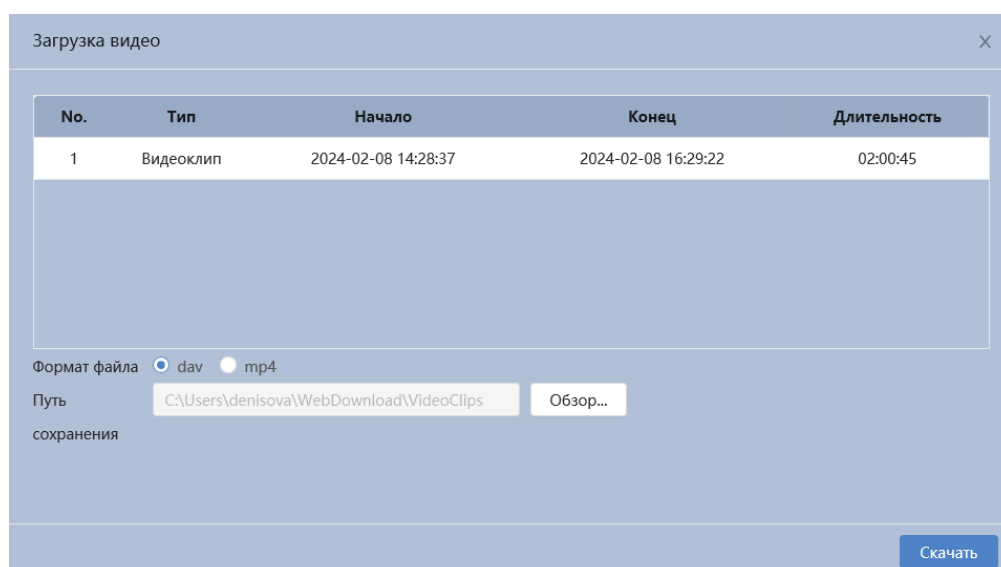 Загрузка видео
No. Тип Начало Конец Длительность
1 Видеоклип 2024-02-08 14:28:37 2024-02-08 16:29:22 02:00:45
Формат файла dav mp4
Путь C:\Users\denisova\WebDownload\VideoClips Обзор...
сохранения
Скачать